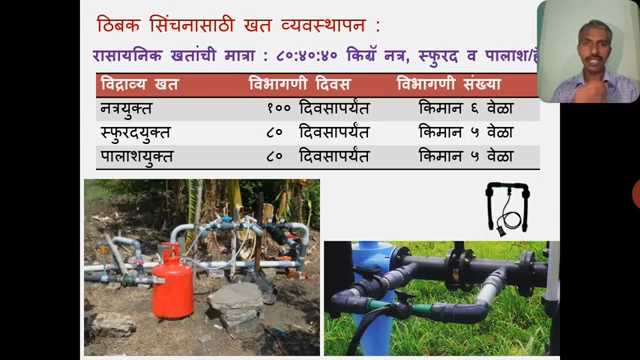 ठिबक सिंचनासाठी खत व्यवस्थापन :
रासायनिक खतांची मात्रा : ८०:४०:४० किग्रॅ नत्र, स्फुरद व पालाश/हे
विद्राव्य खत विभागणी दिवस विभागणी संख्या
नत्रयुक्त १०० दिवसापर्यंत किमान ६ वेळा
स्फुरदयुक्त ८० दिवसापर्यंत किमान ५ वेळा
पालाशयुक्त ८० दिवसापर्यंत किमान ५ वेळा